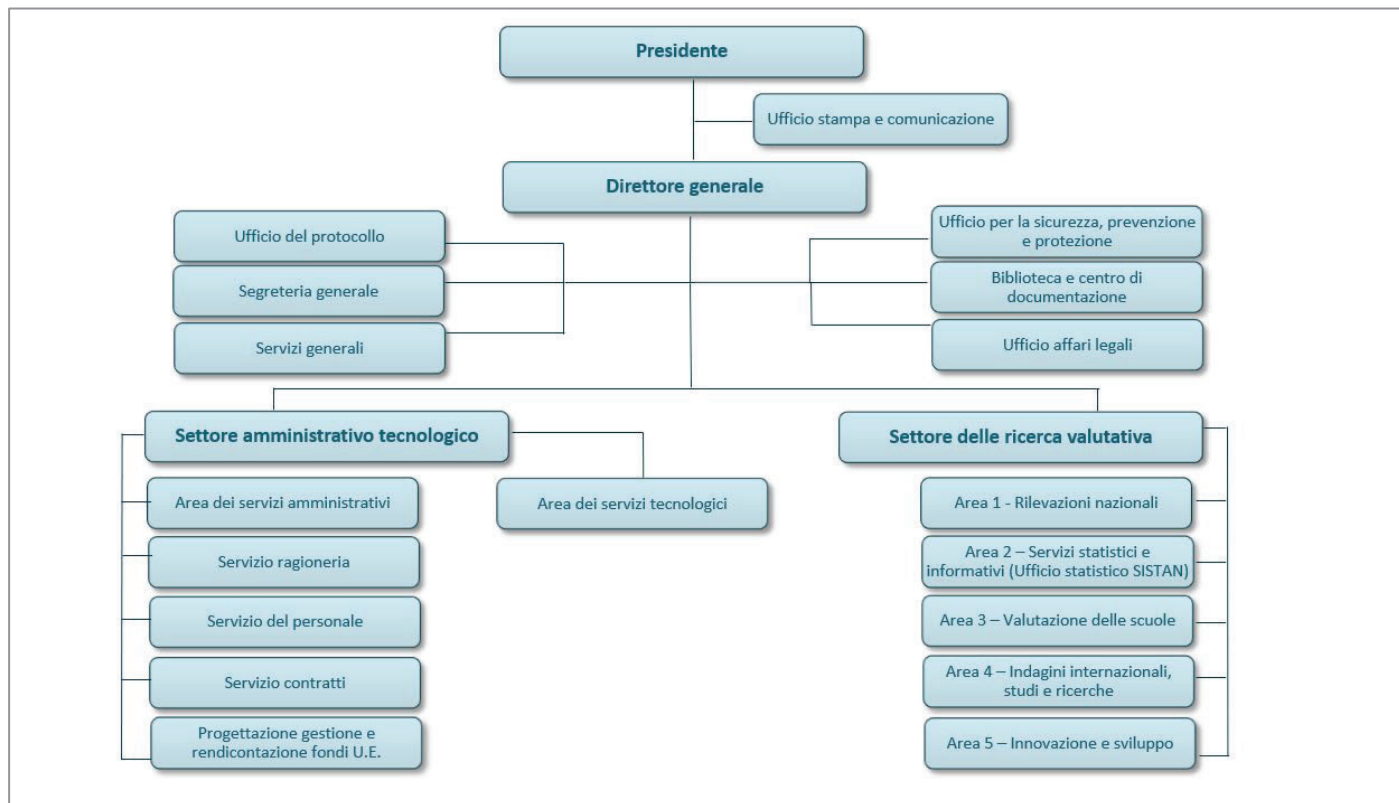 Presidente
Ufficio stampa e comunicazione
Direttore generale
Ufficio del protocollo
Segreteria generale
Servizi generali
Ufficio per la sicurezza, prevenzione
e protezione
Biblioteca e centro di
documentazione
Ufficio affari legali
Settore amministrativo tecnologico
Area dei servizi amministrativi
Servizio ragioneria
Servizio del personale
Servizio contratti
Progettazione gestione e
rendicontazione fondi U.E.
Area dei servizi tecnologici
Settore delle ricerca valutativa
Area 1 - Rilevazioni nazionali
Area 2 – Servizi statistici e
informativi (Ufficio statistico SISTAN)
Area 3 – Valutazione delle scuole
Area 4 – Indagini internazionali,
studi e ricerche
Area 5 – Innovazione e sviluppo